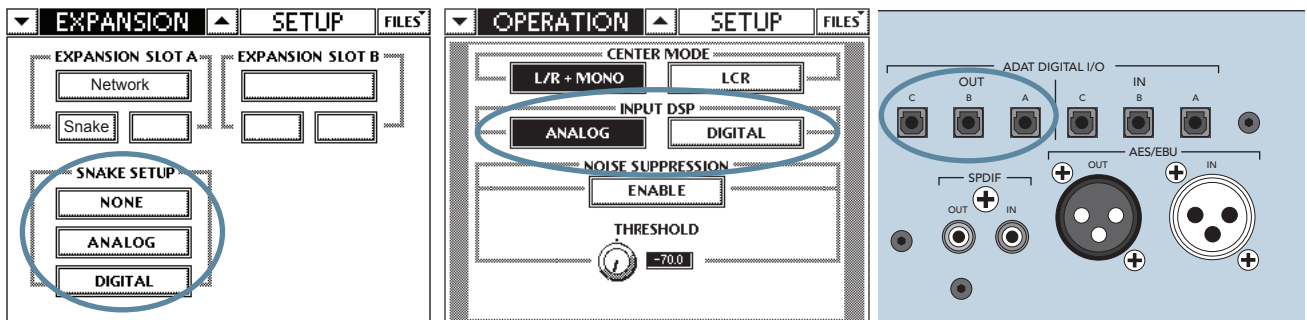 EXPANSION SETUP FILES
EXPANSION SLOT A EXPANSION SLOT B
Network
Snake
SNAKE SETUP
NONE
ANALOG
DIGITAL
OPERATION SETUP FILES
CENTER MODE
L/R + MONO LCR
INPUT DSP
ANALOG DIGITAL
NOISE SUPPRESSION
ENABLE
THRESHOLD
-70.0
ADAT DIGITAL I/O
OUT IN
C B A C B A
AES/EBU
SPDIF OUT IN
OUT IN